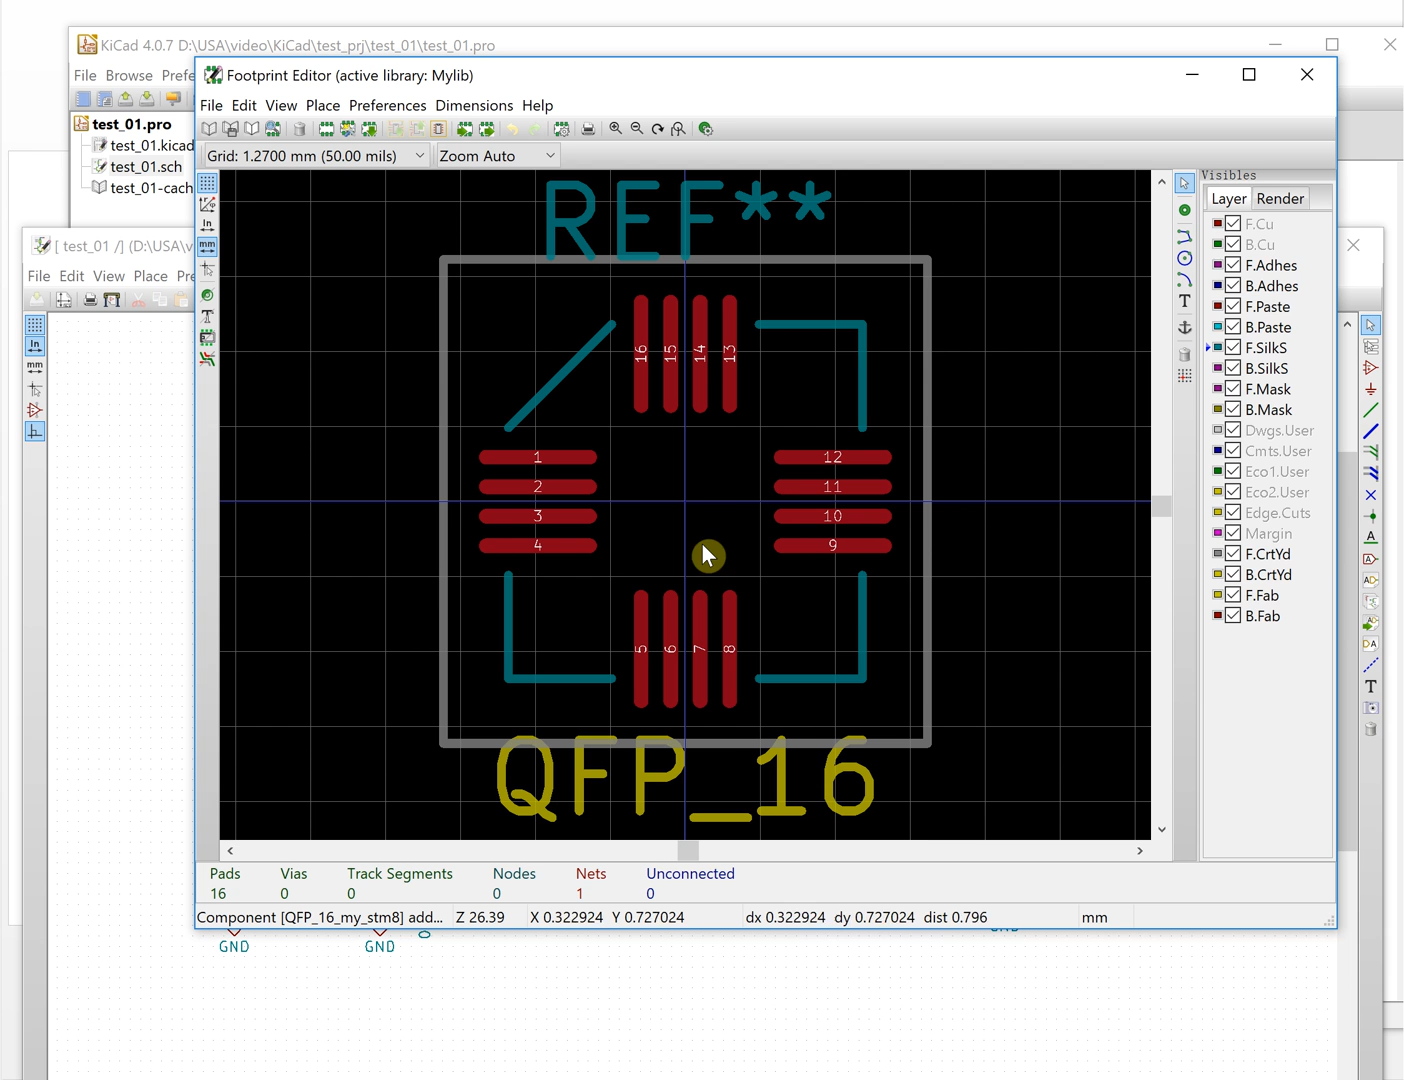 KiCad 4.0.7 D:\USA\video\KiCad\test_prj\test_01\test_01.pro
File Browse Prefe
test_01.pro
test_01.kicad
test_01.sch
test_01-cach
[ test_01 /] (D:\USA\v
File Edit View Place Pre
In
mm
Footprint Editor (active library: Mylib)
File Edit View Place Preferences Dimensions Help
Grid: 1.2700 mm (50.00 mils) Zoom Auto
In
mm
REF**
16 15 14 13
1 12
2 11
3 10
4 9
5 6 7 8
QFP_16
Visibles
Layer Render
F.Cu
B.Cu
F.Adhes
B.Adhes
F.Paste
B.Paste
F.SilkS
B.SilkS
F.Mask
B.Mask
Dwgs.User
Cmts.User
Eco1.User
Eco2.User
Edge.Cuts
Margin
F.CrtYd
B.CrtYd
F.Fab
B.Fab
Pads Vias Track Segments Nodes Nets Unconnected
16 0 0 0 1 0
Component [QFP_16_my_stm8] add... Z 26.39 X 0.322924 Y 0.727024 dx 0.322924 dy 0.727024 dist 0.796 mm
GND GND